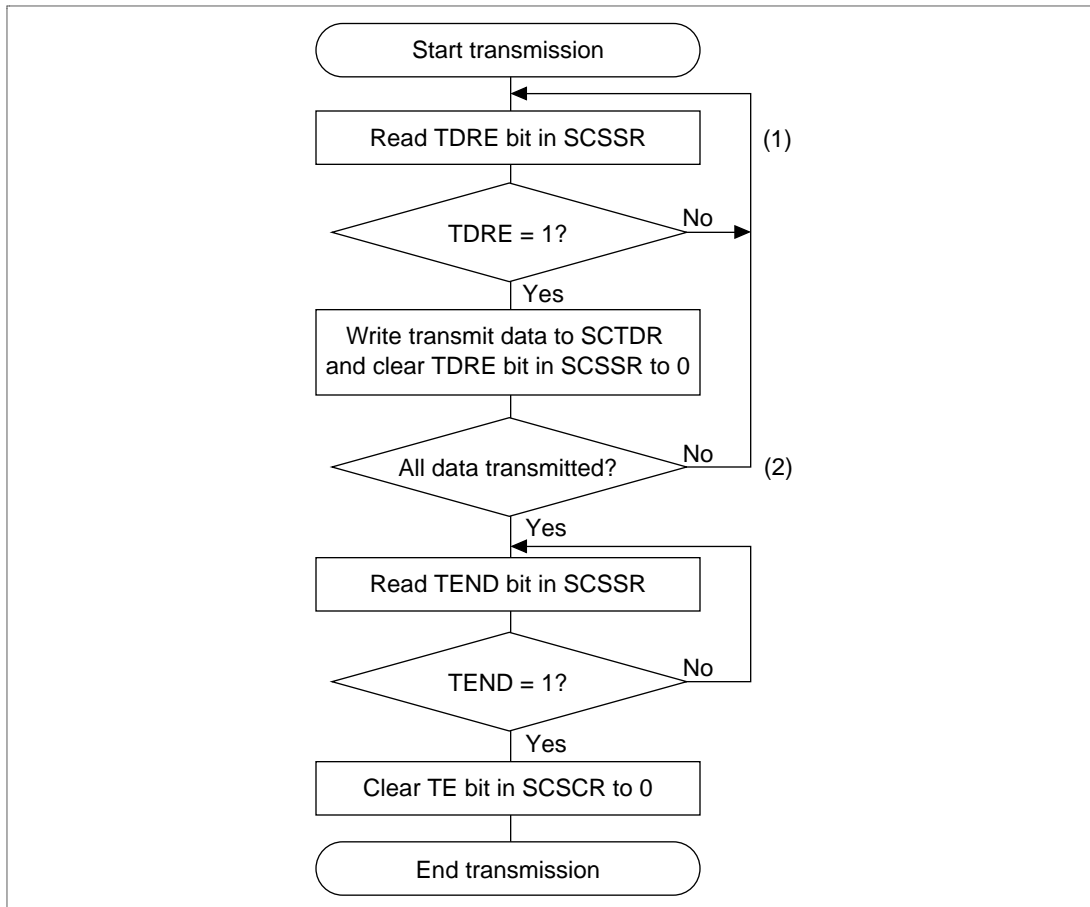 Start transmission
Read TDRE bit in SCSSR
(1)
TDRE = 1?
No
Yes
Write transmit data to SCTDR
and clear TDRE bit in SCSSR to 0
All data transmitted?
No
(2)
Yes
Read TEND bit in SCSSR
TEND = 1?
No
Yes
Clear TE bit in SCSCR to 0
End transmission